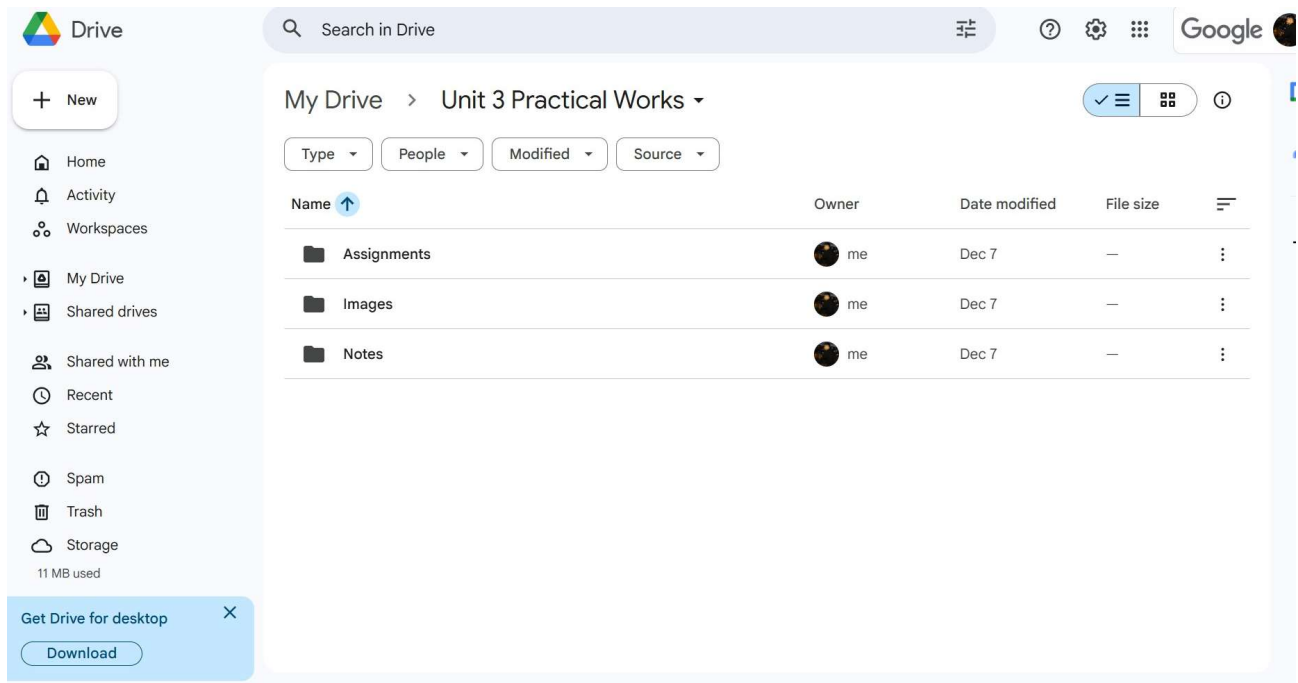 Drive
Search in Drive
Google
New
My Drive > Unit 3 Practical Works
Type People Modified Source
Name Owner Date modified File size
Assignments me Dec 7 —
Images me Dec 7 —
Notes me Dec 7 —
Home
Activity
Workspaces
My Drive
Shared drives
Shared with me
Recent
Starred
Spam
Trash
Storage
11 MB used
Get Drive for desktop
Download